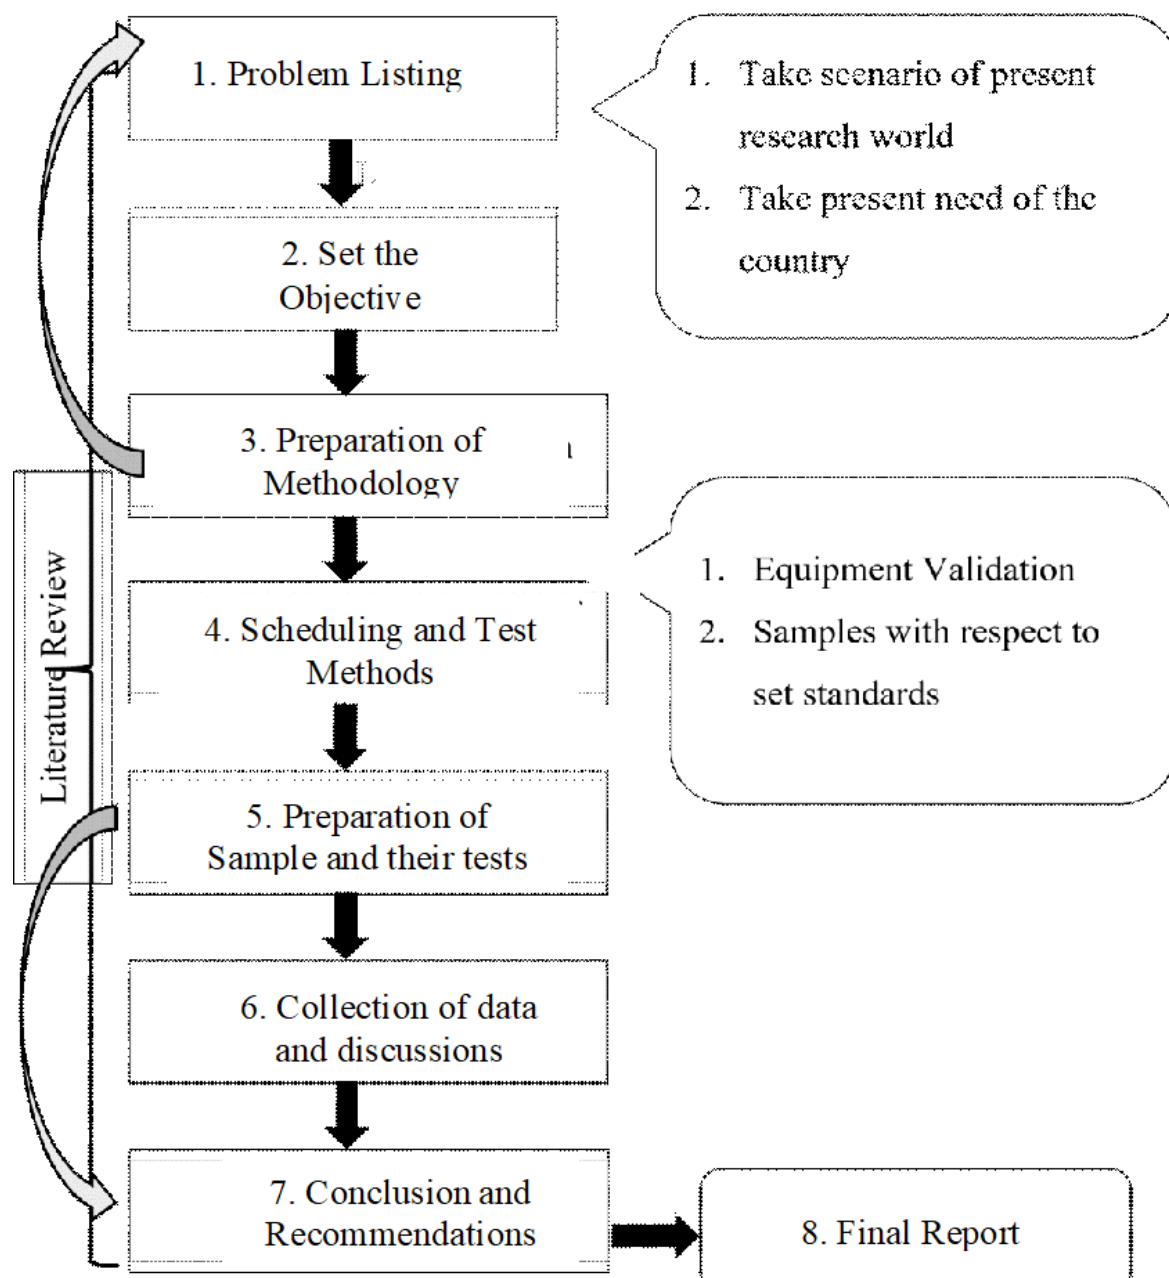 1. Problem Listing
1. Take scenario of present
research world
2. Take present need of the
country
2. Set the
Objective
3. Preparation of
Methodology
1. Equipment Validation
2. Samples with respect to
set standards
4. Scheduling and Test
Methods
Literature Review
5. Preparation of
Sample and their tests
6. Collection of data
and discussions
7. Conclusion and
Recommendations
8. Final Report